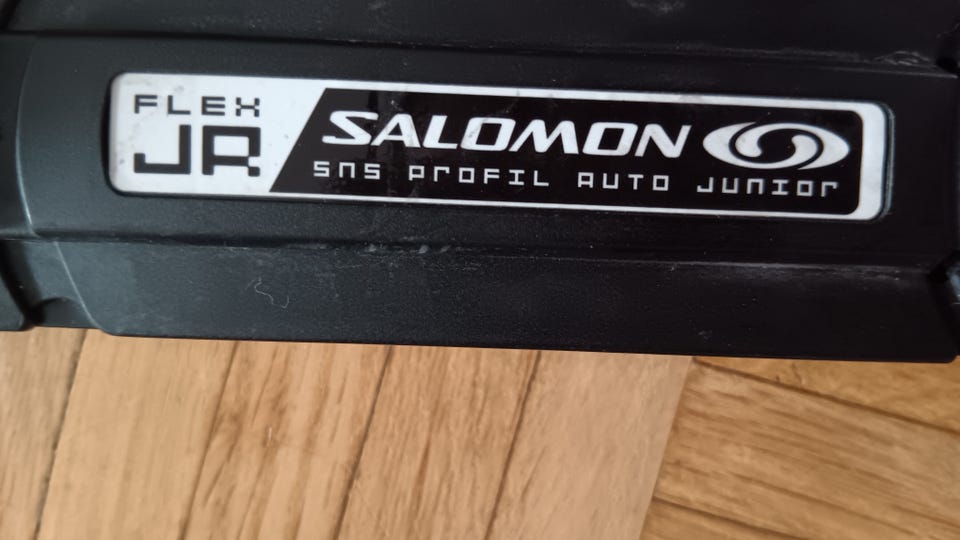 FLEX
JR
SALOMON
SNS PROFIL AUTO JUNIOR